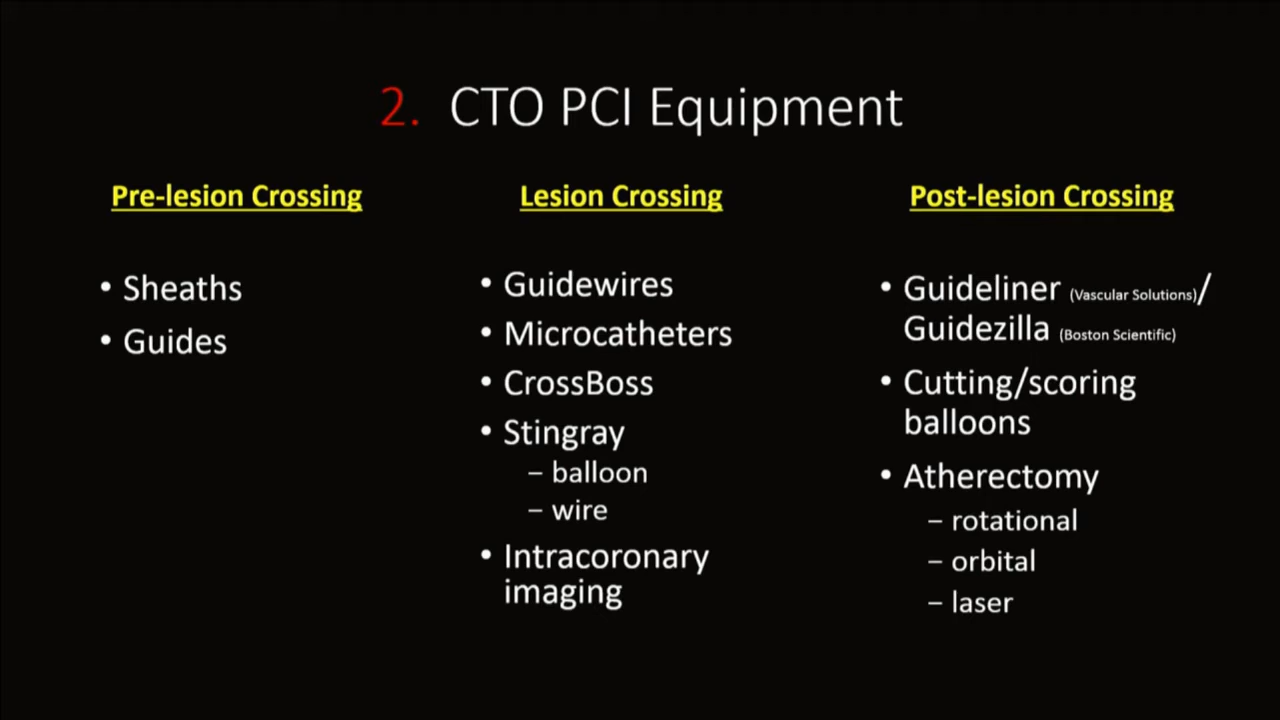 2. CTO PCI Equipment
Pre-lesion Crossing
• Sheaths
• Guides
Lesion Crossing
• Guidewires
• Microcatheters
• CrossBoss
• Stingray
– balloon
– wire
• Intracoronary
imaging
Post-lesion Crossing
• Guideliner (Vascular Solutions)/
Guidezilla (Boston Scientific)
• Cutting/scoring
balloons
• Atherectomy
– rotational
– orbital
– laser